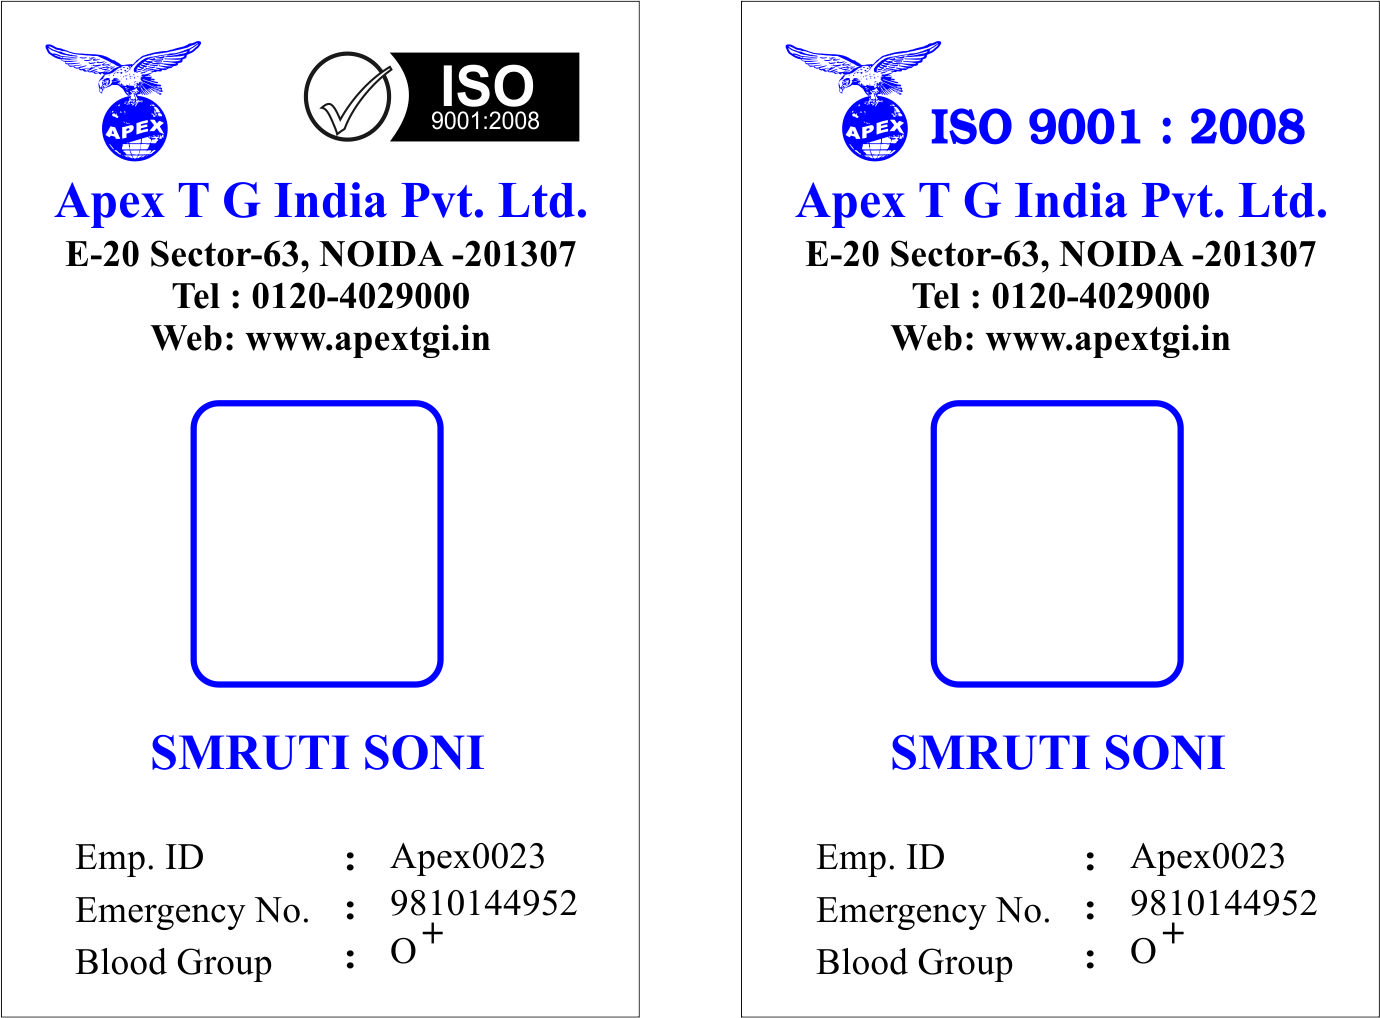 APEX
ISO
9001:2008
Apex T G India Pvt. Ltd.
E-20 Sector-63, NOIDA -201307
Tel : 0120-4029000
Web: www.apextgi.in
SMRUTI SONI
Emp. ID : Apex0023
Emergency No. : 9810144952
Blood Group : O+
APEX
ISO 9001 : 2008
Apex T G India Pvt. Ltd.
E-20 Sector-63, NOIDA -201307
Tel : 0120-4029000
Web: www.apextgi.in
SMRUTI SONI
Emp. ID : Apex0023
Emergency No. : 9810144952
Blood Group : O+